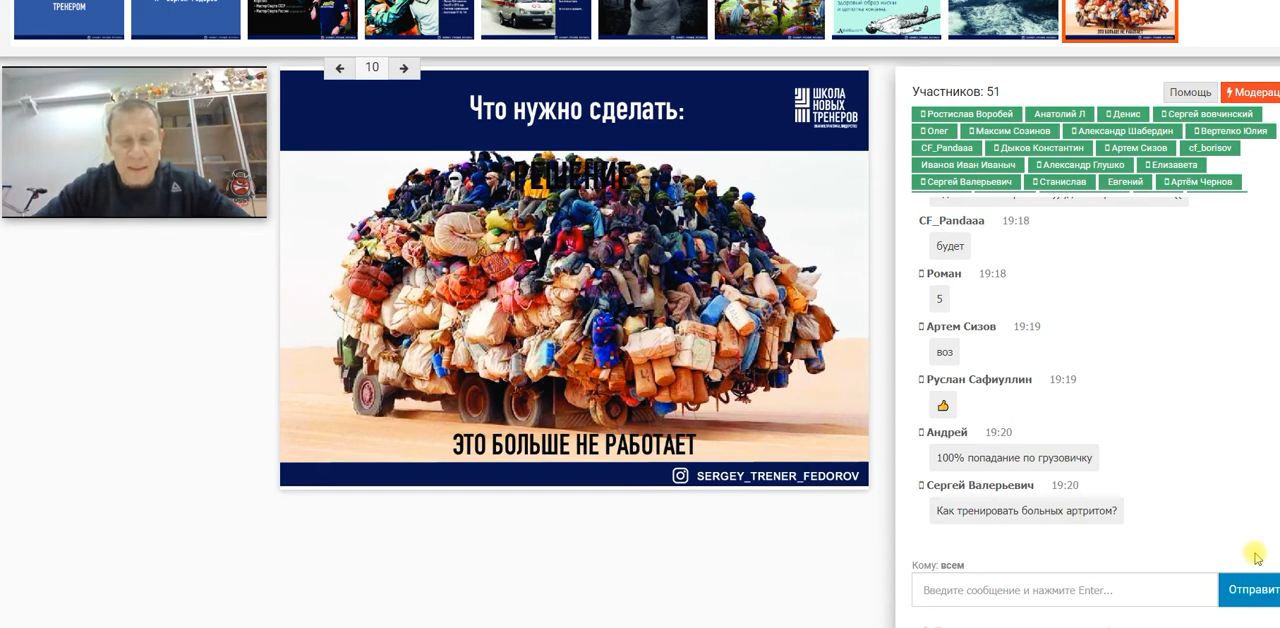 ТРЕНЕРОМ
10
Что нужно сделать:
ШКОЛА
НОВЫХ
ТРЕНЕРОВ
РЕШЕНИЕ
ЭТО БОЛЬШЕ НЕ РАБОТАЕТ
SERGEY_TRENER_FEDOROV
Участников: 51
Помощь
Модерац
Ростислав Воробей Анатолий Л Денис Сергей вовчинский
Олег Максим Созинов Александр Шабердин Вертелко Юлия
CF_Pandaaa Дыков Константин Артем Сизов cf_borisov
Иванов Иван Иваныч Александр Глушко Елизавета
Сергей Валерьевич Станислав Евгений Артём Чернов
CF_Pandaaa 19:18
будет
Роман 19:18
5
Артем Сизов 19:19
воз
Руслан Сафиуллин 19:19
👍
Андрей 19:20
100% попадание по грузовичку
Сергей Валерьевич 19:20
Как тренировать больных артритом?
Кому: всем
Введите сообщение и нажмите Enter...
Отправит